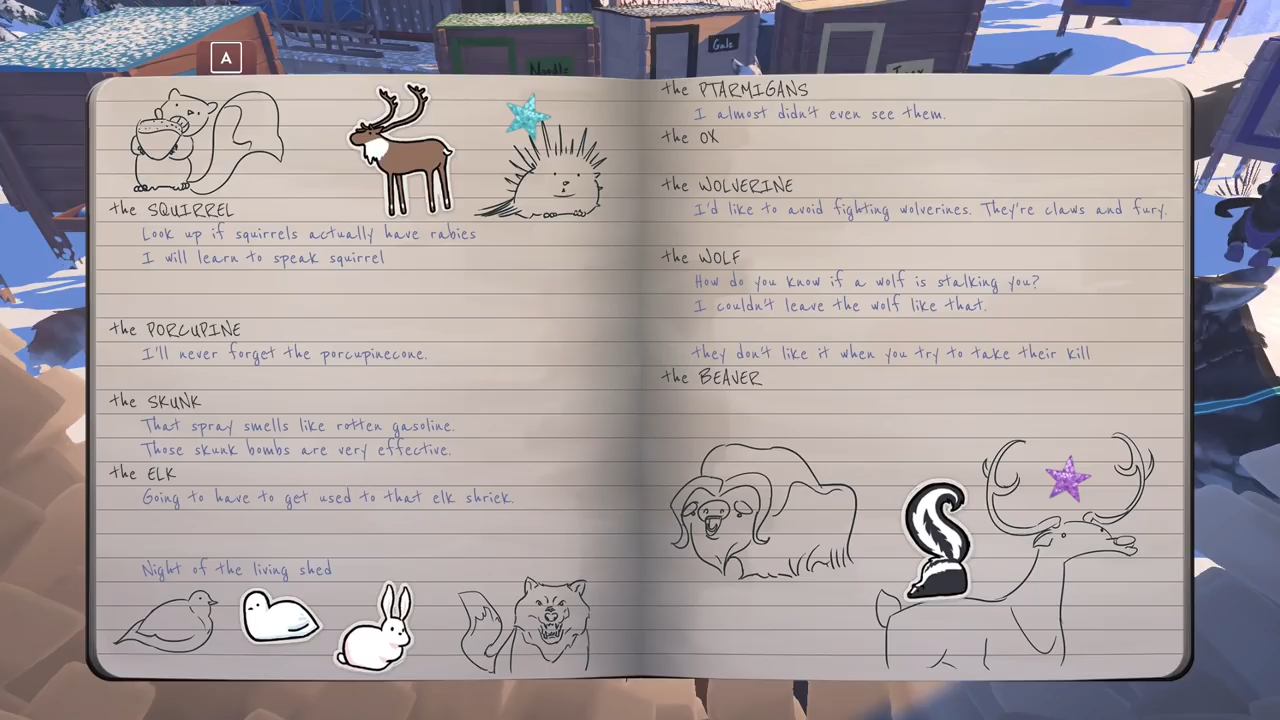 A
Noodle
Gale
the SQUIRREL
Look up if squirrels actually have rabies
I will learn to speak squirrel
the PORCUPINE
I'll never forget the porcupinecone.
the SKUNK
That spray smells like rotten gasoline.
Those skunk bombs are very effective.
the ELK
Going to have to get used to that elk shriek.
Night of the living shed
the PTARMIGANS
I almost didn't even see them.
the OX
the WOLVERINE
I'd like to avoid fighting wolverines. They're claws and fury.
the WOLF
How do you know if a wolf is stalking you?
I couldn't leave the wolf like that.
they don't like it when you try to take their kill
the BEAVER